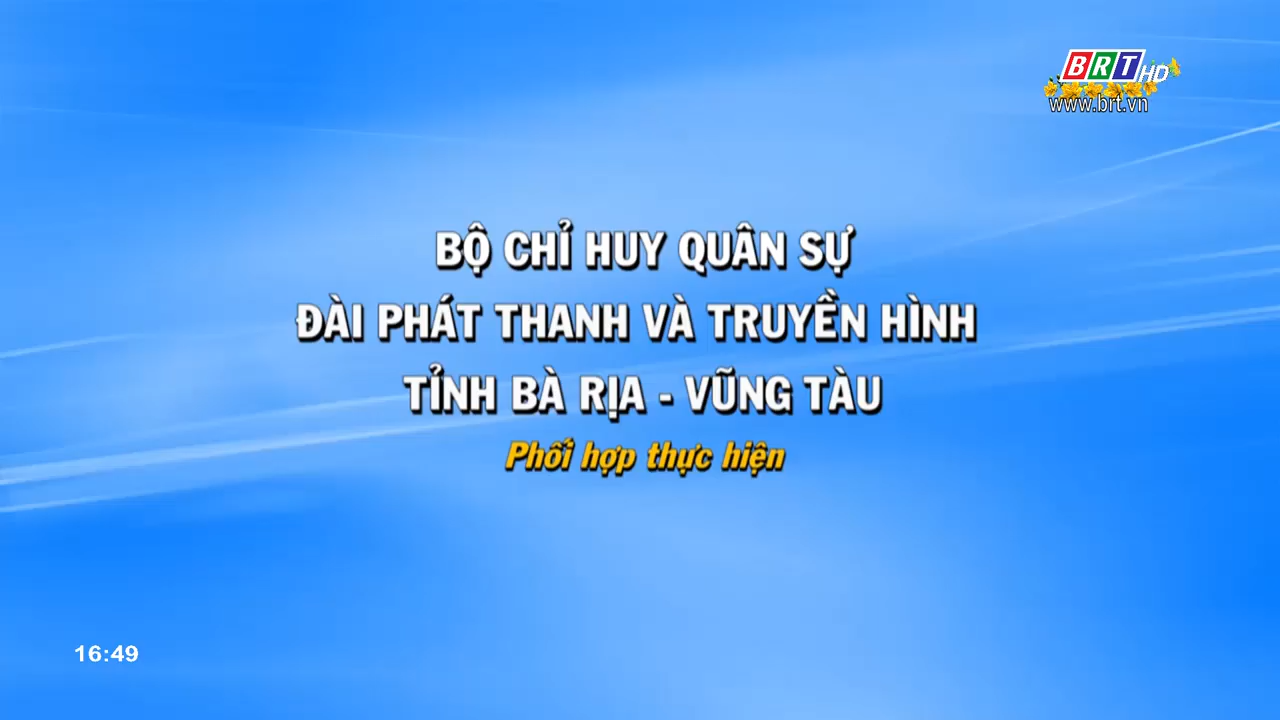 BRT HD
www.brt.vn
BỘ CHỈ HUY QUÂN SỰ
ĐÀI PHÁT THANH VÀ TRUYỀN HÌNH
TỈNH BÀ RỊA - VŨNG TÀU
Phối hợp thực hiện
16:49